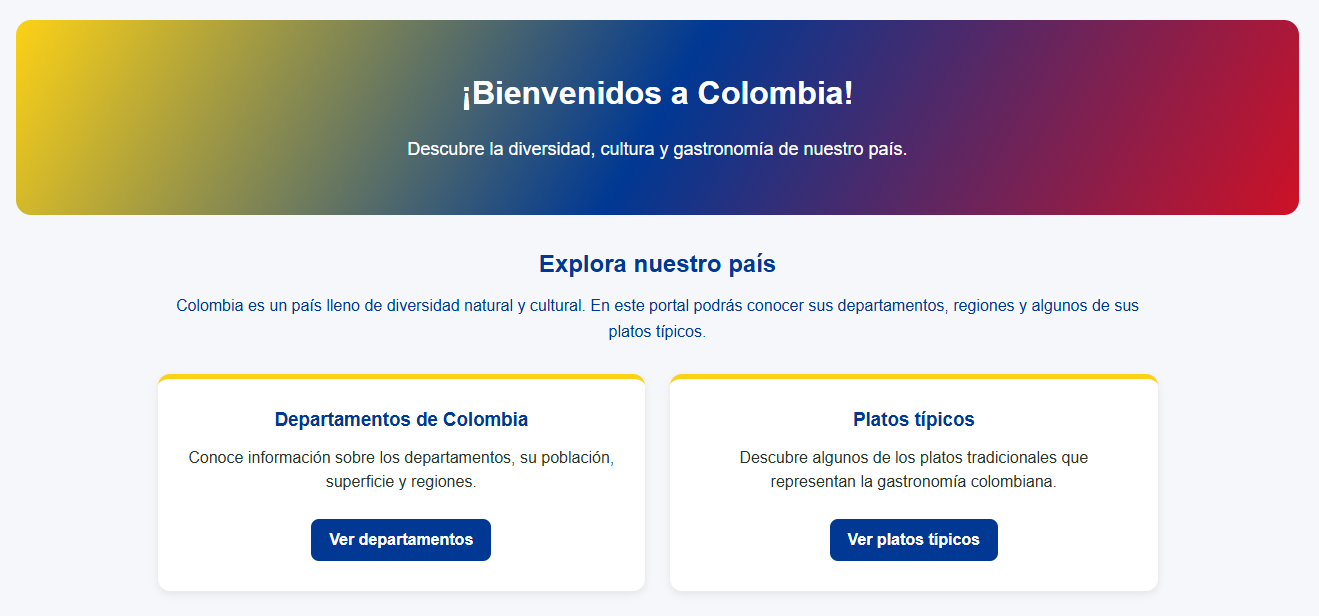 ¡Bienvenidos a Colombia!
Descubre la diversidad, cultura y gastronomía de nuestro país.
Explora nuestro país
Colombia es un país lleno de diversidad natural y cultural. En este portal podrás conocer sus departamentos, regiones y algunos de sus
platos típicos.
Departamentos de Colombia
Conoce información sobre los departamentos, su población,
superficie y regiones.
Ver departamentos
Platos típicos
Descubre algunos de los platos tradicionales que
representan la gastronomía colombiana.
Ver platos típicos